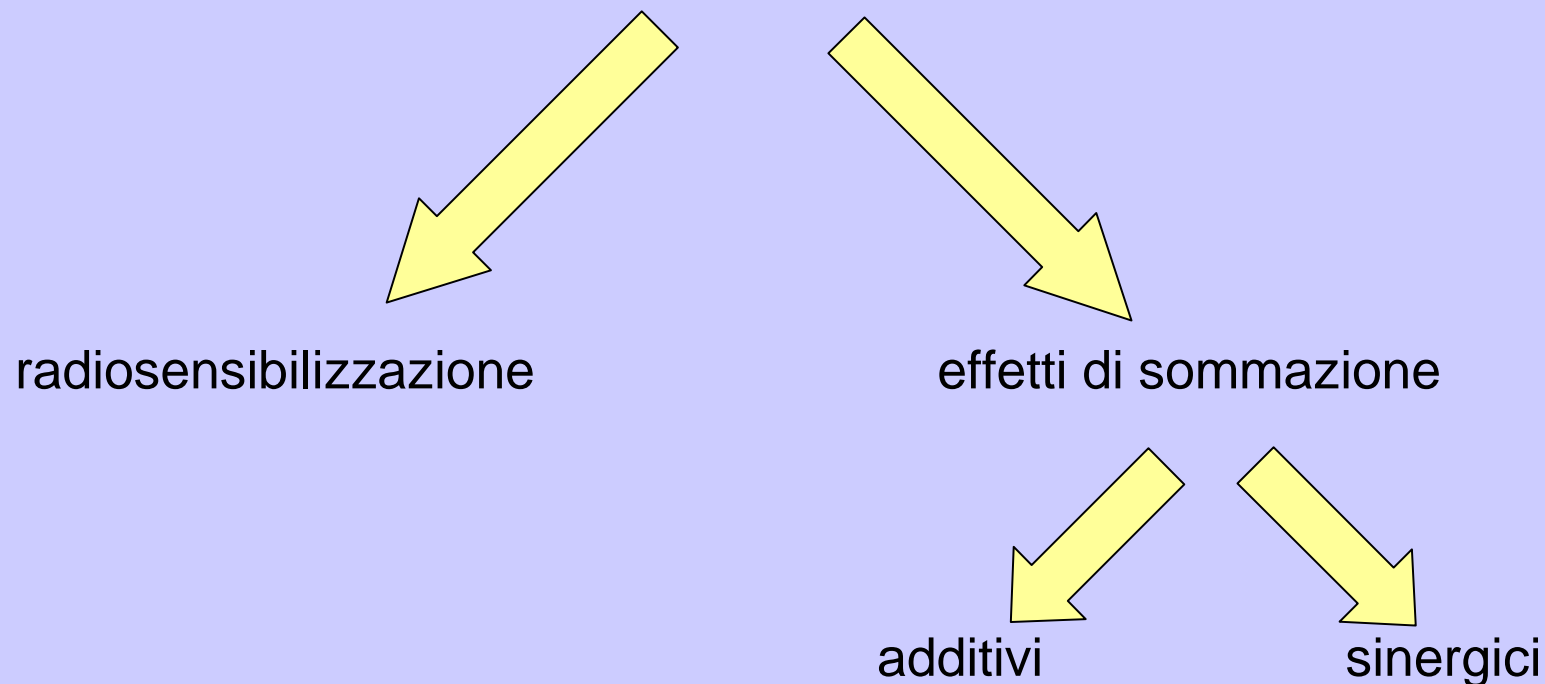 radiosensibilizzazione
effetti di sommazione
additivi
sinergici